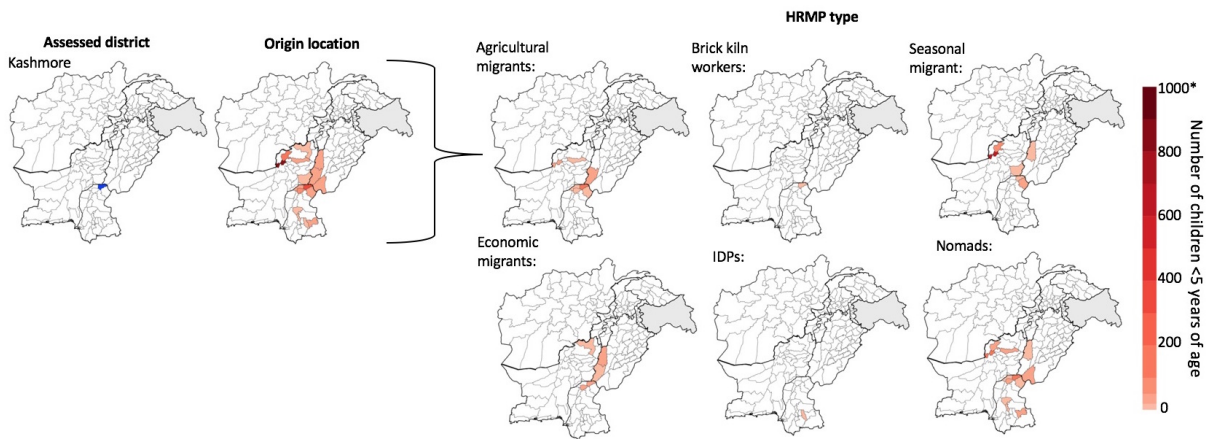 HRMP type
Assessed district
Origin location
Kashmore
Agricultural
migrants:
Brick kiln
workers:
Seasonal
migrant:
Economic
migrants:
IDPs:
Nomads:
1000*
800
600
400
200
0
Number of children <5 years of age